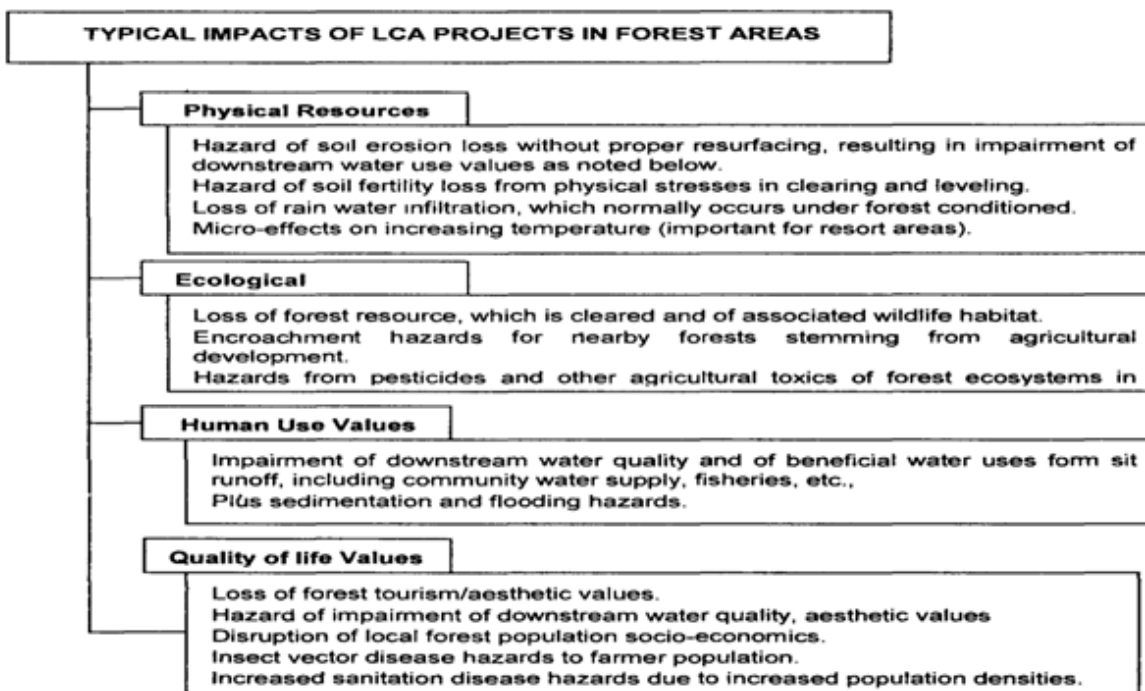 TYPICAL IMPACTS OF LCA PROJECTS IN FOREST AREAS
Physical Resources
Hazard of soil erosion loss without proper resurfacing, resulting in impairment of
downstream water use values as noted below.
Hazard of soil fertility loss from physical stresses in clearing and leveling.
Loss of rain water infiltration, which normally occurs under forest conditioned.
Micro-effects on increasing temperature (important for resort areas).
Ecological
Loss of forest resource, which is cleared and of associated wildlife habitat.
Encroachment hazards for nearby forests stemming from agricultural
development.
Hazards from pesticides and other agricultural toxics of forest ecosystems in
Human Use Values
Impairment of downstream water quality and of beneficial water uses form sit
runoff, including community water supply, fisheries, etc.,
Plus sedimentation and flooding hazards.
Quality of life Values
Loss of forest tourism/aesthetic values.
Hazard of impairment of downstream water quality, aesthetic values
Disruption of local forest population socio-economics.
Insect vector disease hazards to farmer population.
Increased sanitation disease hazards due to increased population densities.